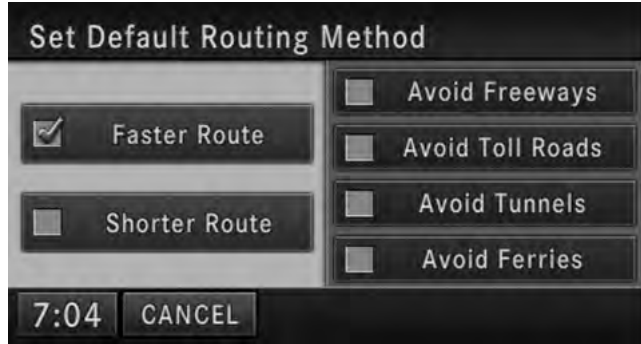 Set Default Routing Method
Faster Route
Shorter Route
Avoid Freeways
Avoid Toll Roads
Avoid Tunnels
Avoid Ferries
7:04
CANCEL